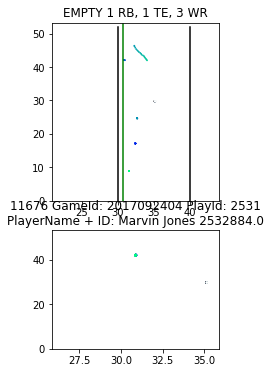 EMPTY 1 RB, 1 TE, 3 WR
50
40
30
20
10
0
25 30 35 40
11676 GameId: 2017092404 PlayId: 2531
PlayerName + ID: Marvin Jones 2532884.0
40
20
0
27.5 30.0 32.5 35.0